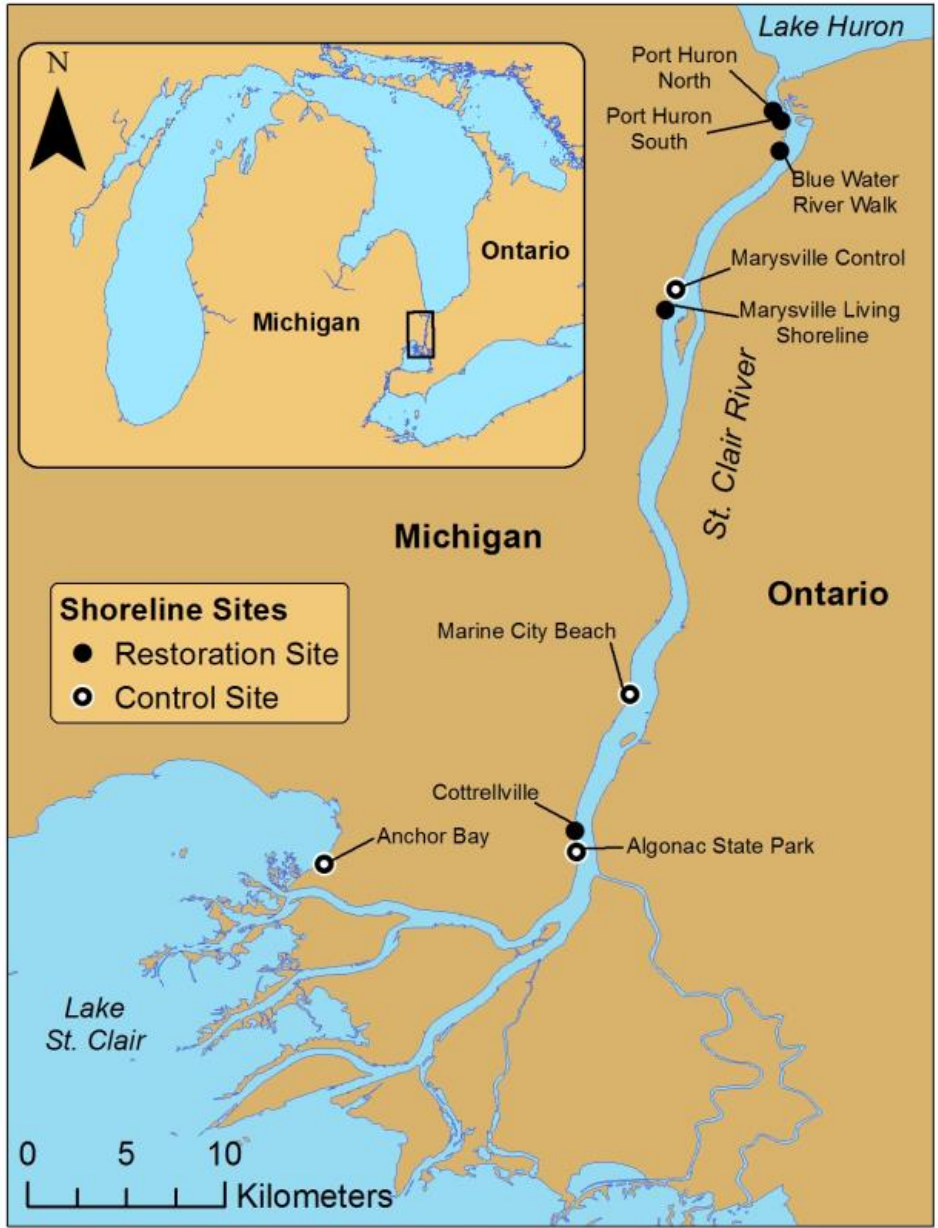 Lake Huron
N
Port Huron
North
Port Huron
South
Blue Water
River Walk
Ontario
Marysville Control
Michigan
Marysville Living
Shoreline
St. Clair River
Michigan
Ontario
Shoreline Sites
Restoration Site
Control Site
Marine City Beach
Cottrellville
Anchor Bay
Algonac State Park
Lake
St. Clair
0 5 10
Kilometers